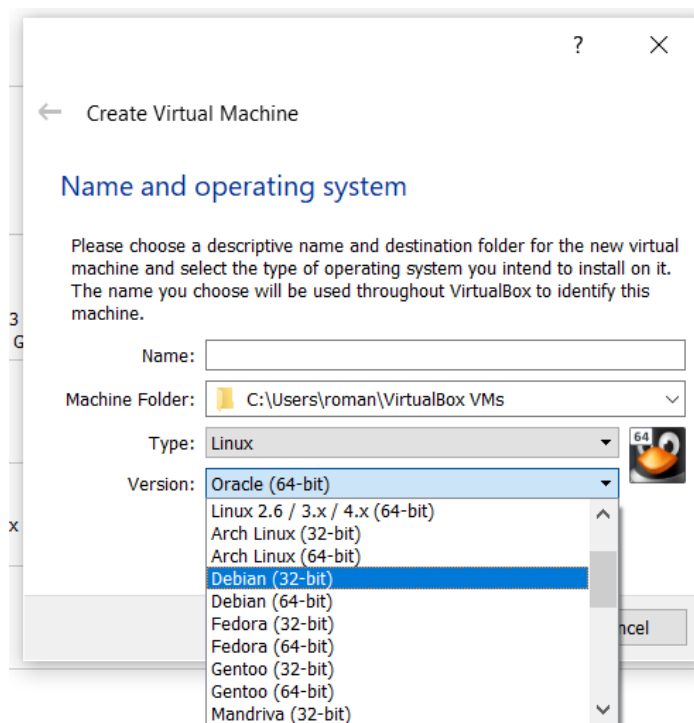 ?
Create Virtual Machine
Name and operating system
Please choose a descriptive name and destination folder for the new virtual
machine and select the type of operating system you intend to install on it.
The name you choose will be used throughout VirtualBox to identify this
machine.
3
G
Name:
Machine Folder: C:\Users\roman\VirtualBox VMs
Type: Linux
64
Version: Oracle (64-bit)
Linux 2.6 / 3.x / 4.x (64-bit)
x
Arch Linux (32-bit)
Arch Linux (64-bit)
Debian (32-bit)
Debian (64-bit)
Fedora (32-bit)
ncel
Fedora (64-bit)
Gentoo (32-bit)
Gentoo (64-bit)
Mandriva (32-bit)